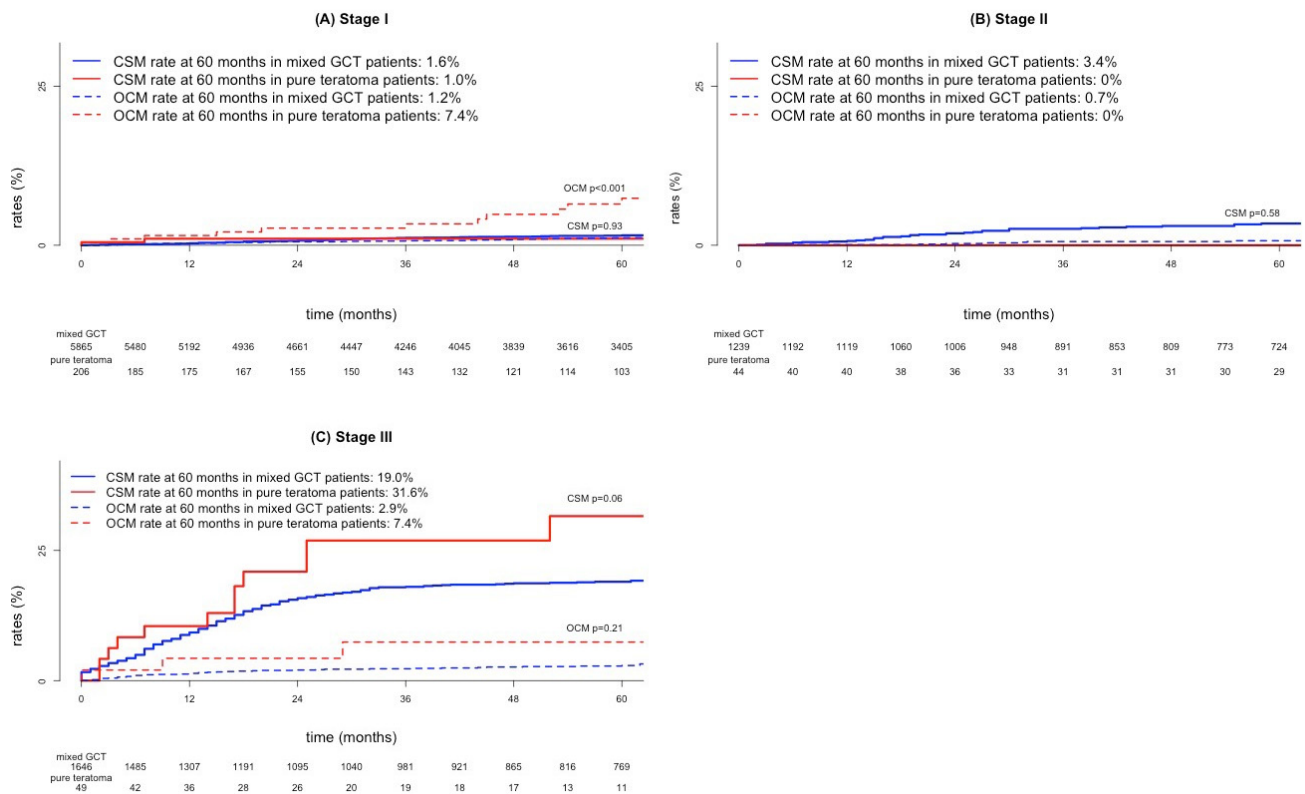 (A) Stage I
CSM rate at 60 months in mixed GCT patients: 1.6%
CSM rate at 60 months in pure teratoma patients: 1.0%
OCM rate at 60 months in mixed GCT patients: 1.2%
OCM rate at 60 months in pure teratoma patients: 7.4%
25
rates (%)
OCM p<0.001
CSM p=0.93
0
0 12 24 36 48 60
time (months)
mixed GCT
5865 5480 5192 4936 4661 4447 4246 4045 3839 3616 3405
pure teratoma
206 185 175 167 155 150 143 132 121 114 103
(B) Stage II
CSM rate at 60 months in mixed GCT patients: 3.4%
CSM rate at 60 months in pure teratoma patients: 0%
OCM rate at 60 months in mixed GCT patients: 0.7%
OCM rate at 60 months in pure teratoma patients: 0%
25
rates (%)
CSM p=0.58
0
0 12 24 36 48 60
time (months)
mixed GCT
1239 1192 1119 1060 1006 948 891 853 809 773 724
pure teratoma
44 40 40 38 36 33 31 31 31 30 29
(C) Stage III
CSM rate at 60 months in mixed GCT patients: 19.0%
CSM rate at 60 months in pure teratoma patients: 31.6%
OCM rate at 60 months in mixed GCT patients: 2.9%
OCM rate at 60 months in pure teratoma patients: 7.4%
CSM p=0.06
25
rates (%)
OCM p=0.21
0
0 12 24 36 48 60
time (months)
mixed GCT
1646 1485 1307 1191 1095 1040 981 921 865 816 769
pure teratoma
49 42 36 28 26 20 19 18 17 13 11